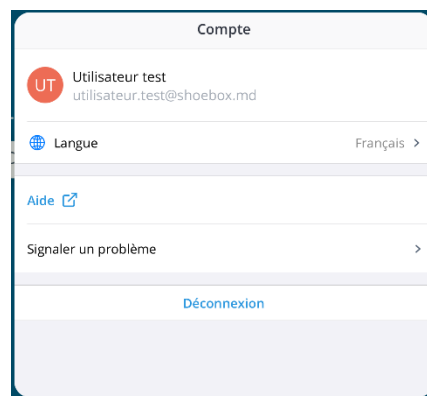 Compte
UT
Utilisateur test
utilisateur.test@shoebox.md
Langue
Français
Aide
Signaler un problème
Déconnexion